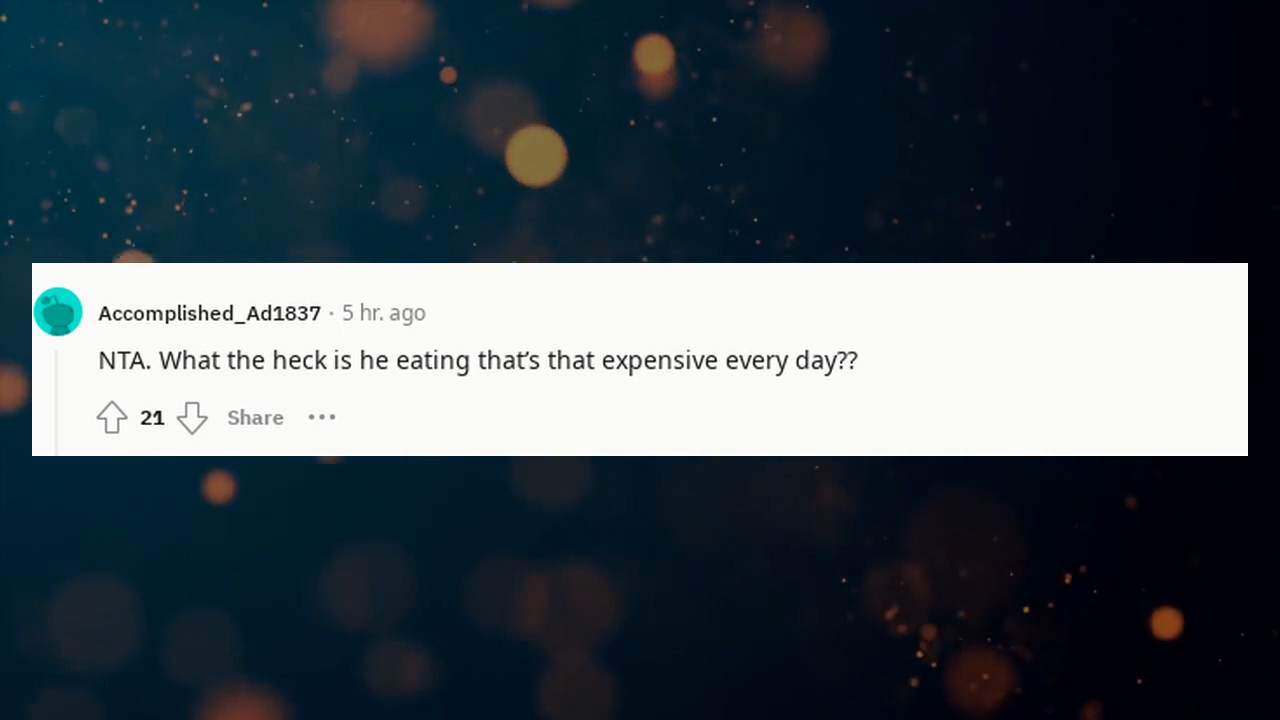 Accomplished_Ad1837 · 5 hr. ago
NTA. What the heck is he eating that's that expensive every day??
21 Share ···